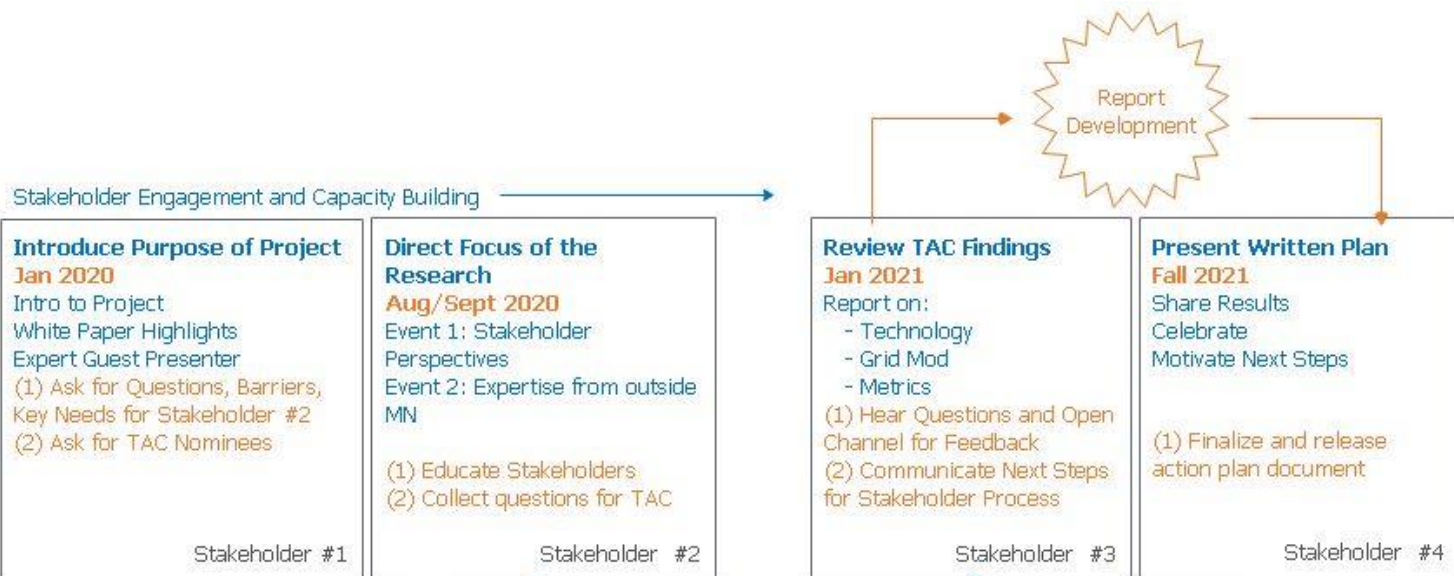 Report
Development
Stakeholder Engagement and Capacity Building
Introduce Purpose of Project
Jan 2020
Intro to Project
White Paper Highlights
Expert Guest Presenter
(1) Ask for Questions, Barriers,
Key Needs for Stakeholder #2
(2) Ask for TAC Nominees
Stakeholder #1
Direct Focus of the
Research
Aug/Sept 2020
Event 1: Stakeholder
Perspectives
Event 2: Expertise from outside
MN
(1) Educate Stakeholders
(2) Collect questions for TAC
Stakeholder #2
Review TAC Findings
Jan 2021
Report on:
- Technology
- Grid Mod
- Metrics
(1) Hear Questions and Open
Channel for Feedback
(2) Communicate Next Steps
for Stakeholder Process
Stakeholder #3
Present Written Plan
Fall 2021
Share Results
Celebrate
Motivate Next Steps
(1) Finalize and release
action plan document
Stakeholder #4